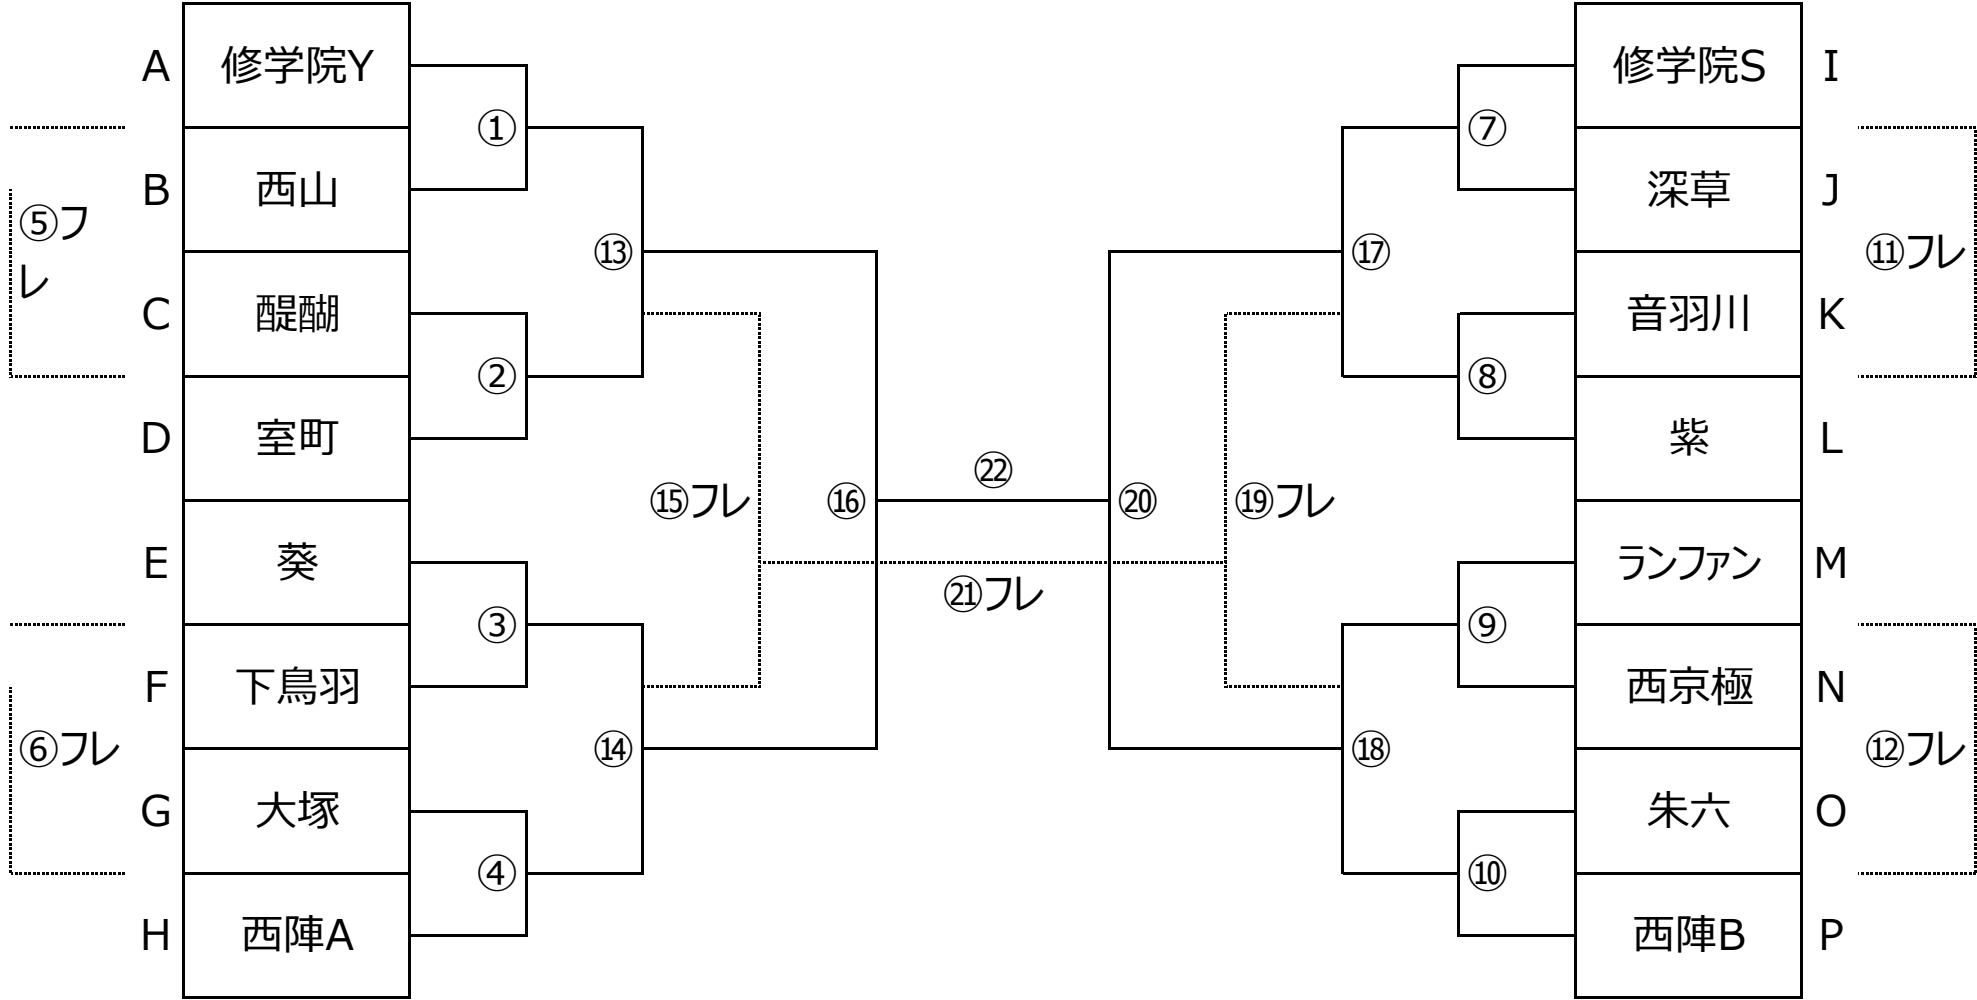 A 修学院Y
①
B 西山
⑤フ
レ
⑬
C 醍醐
②
D 室町
⑮フレ
⑯
E 葵
③
F 下鳥羽
⑥フレ
⑭
G 大塚
④
H 西陣A
㉒
㉑フレ
修学院S I
⑦
深草 J
⑰
⑪フレ
音羽川 K
⑧
紫 L
⑳
⑲フレ
ランファン M
⑨
西京極 N
⑱
⑫フレ
朱六 O
⑩
西陣B P